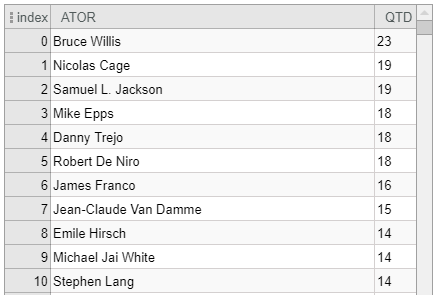 index ATOR QTD
0 Bruce Willis 23
1 Nicolas Cage 19
2 Samuel L. Jackson 19
3 Mike Epps 18
4 Danny Trejo 18
5 Robert De Niro 18
6 James Franco 16
7 Jean-Claude Van Damme 15
8 Emile Hirsch 14
9 Michael Jai White 14
10 Stephen Lang 14